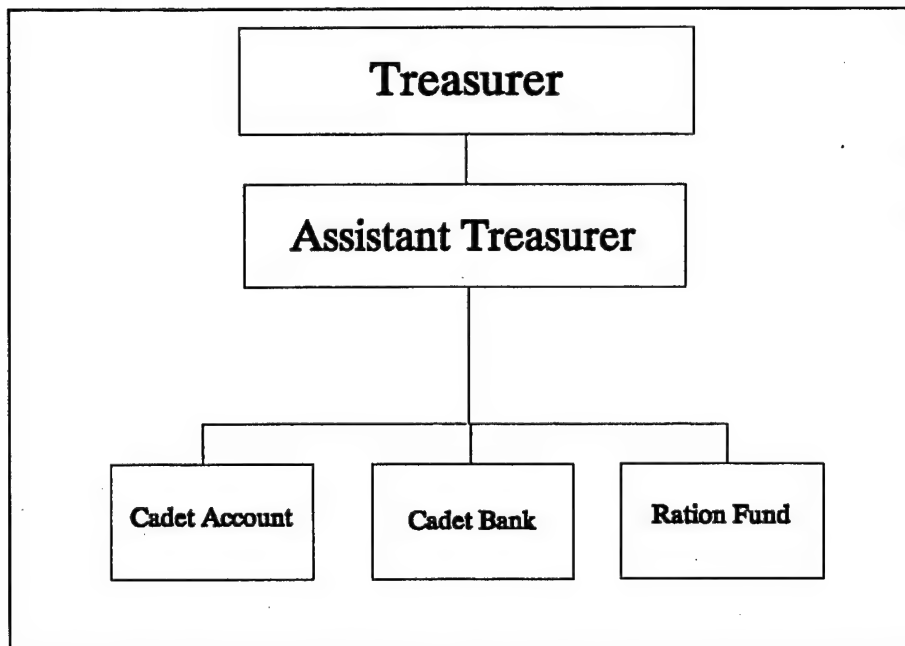 Treasurer
Assistant Treasurer
Cadet Account
Cadet Bank
Ration Fund